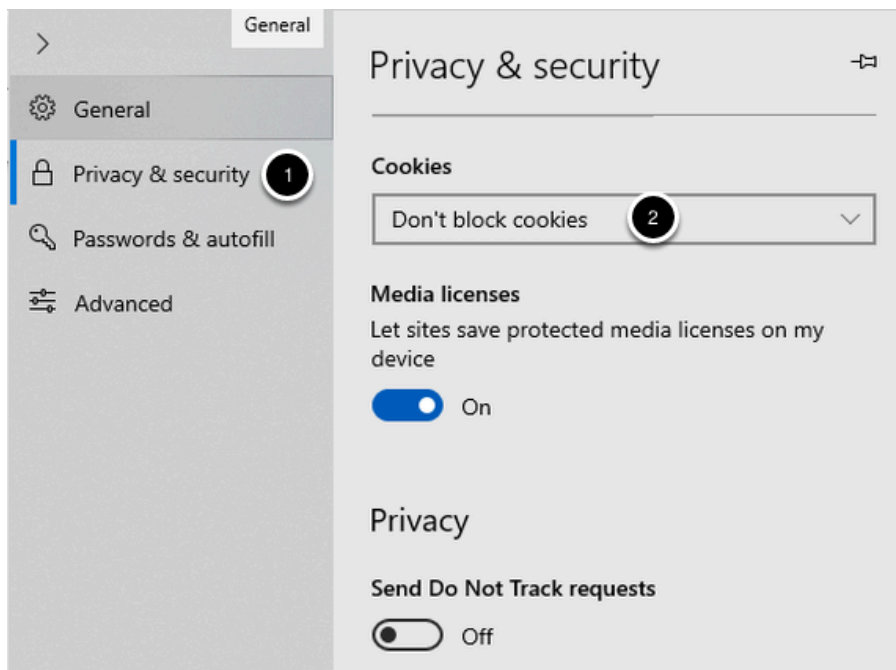 General
General
Privacy & security
1
Passwords & autofill
Advanced
Privacy & security
Cookies
Don't block cookies
2
Media licenses
Let sites save protected media licenses on my
device
On
Privacy
Send Do Not Track requests
Off